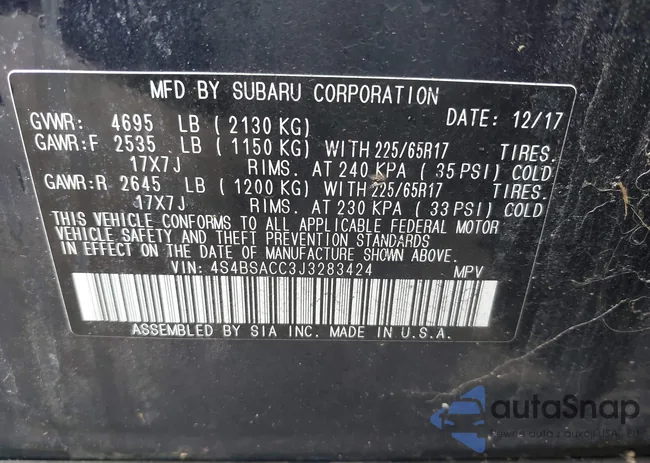 MFD BY SUBARU CORPORATION
GVWR: 4695 LB ( 2130 KG) DATE: 12/17
GAWR:F 2535 LB ( 1150 KG) WITH 225/65R17 TIRES.
17X7J RIMS. AT 240 KPA ( 35 PSI) COLD
GAWR:R 2645 LB ( 1200 KG) WITH 225/65R17 TIRES.
17X7J RIMS. AT 230 KPA ( 33 PSI) COLD
THIS VEHICLE CONFORMS TO ALL APPLICABLE FEDERAL MOTOR
VEHICLE SAFETY AND THEFT PREVENTION STANDARDS
IN EFFECT ON THE DATE OF MANUFACTURE SHOWN ABOVE.
VIN: 4S4BSACC3J3283424 MPV
ASSEMBLED BY SIA INC. MADE IN U.S.A.
autoSnap
auta z aukcji USA